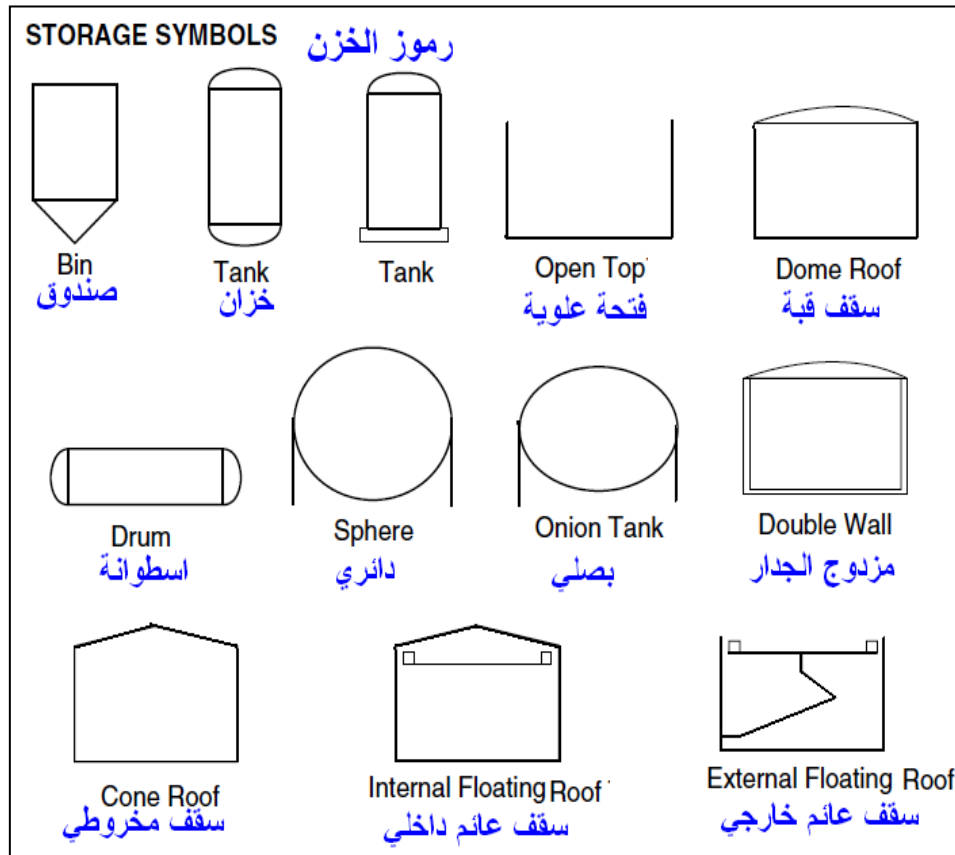 STORAGE SYMBOLS رموز الخزن
Bin
صندوق
Tank
خزان
Tank
Open Top
فتحة علوية
Dome Roof
سقف قبة
Drum
اسطوانة
Sphere
دائري
Onion Tank
بصلي
Double Wall
مزدوج الجدار
Cone Roof
سقف مخروطي
Internal Floating Roof
سقف عائم داخلي
External Floating Roof
سقف عائم خارجي